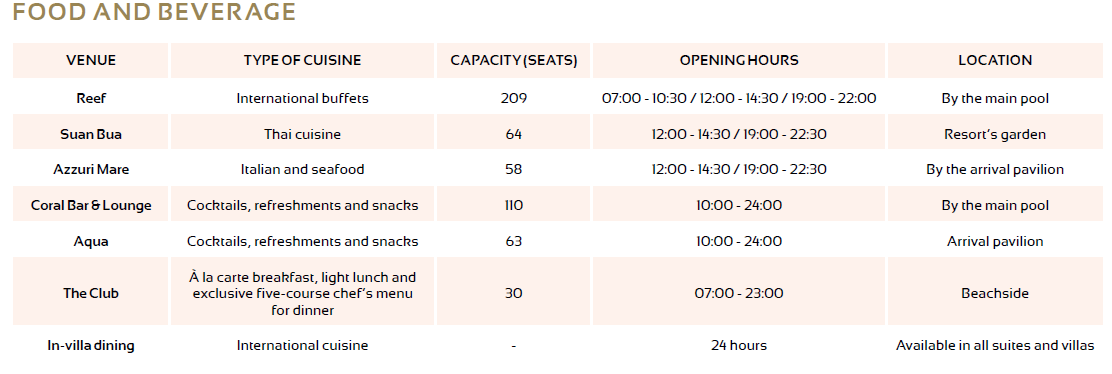 FOOD AND BEVERAGE
VENUE TYPE OF CUISINE CAPACITY (SEATS) OPENING HOURS LOCATION
Reef International buffets 209 07:00 - 10:30 / 12:00 - 14:30 / 19:00 - 22:00 By the main pool
Suan Bua Thai cuisine 64 12:00 - 14:30 / 19:00 - 22:30 Resort's garden
Azzuri Mare Italian and seafood 58 12:00 - 14:30 / 19:00 - 22:30 By the arrival pavilion
Coral Bar & Lounge Cocktails, refreshments and snacks 110 10:00 - 24:00 By the main pool
Aqua Cocktails, refreshments and snacks 63 10:00 - 24:00 Arrival pavilion
À la carte breakfast, light lunch and
The Club exclusive five-course chef's menu 30 07:00 - 23:00 Beachside
for dinner
In-villa dining International cuisine - 24 hours Available in all suites and villas